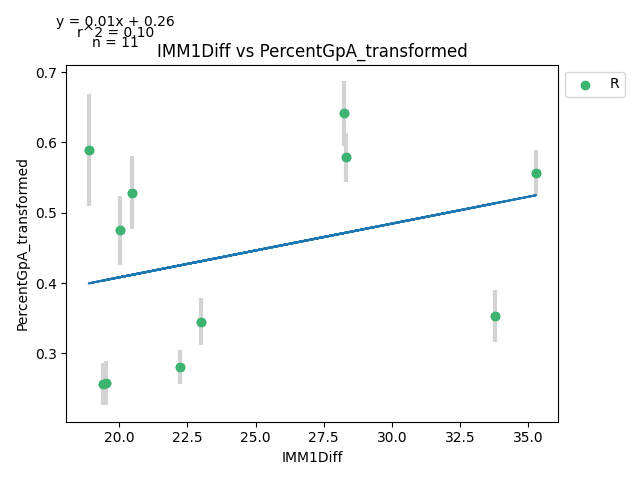 y = 0.01x + 0.26
r^2 = 0.10
n = 11
IMM1Diff vs PercentGpA_transformed
R
0.7
0.6
0.5
0.4
0.3
PercentGpA_transformed
20.0 22.5 25.0 27.5 30.0 32.5 35.0
IMM1Diff